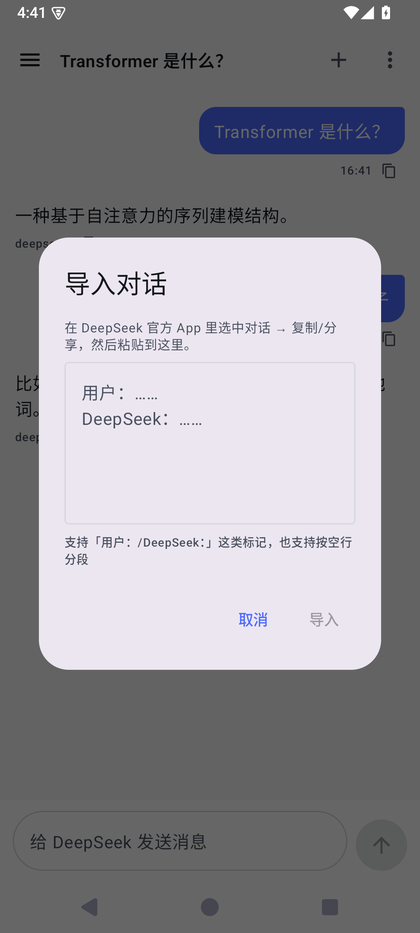 4:41
Transformer 是什么？
Transformer 是什么？
16:41
一种基于自注意力的序列建模结构。
导入对话
在 DeepSeek 官方 App 里选中对话 → 复制/分
享，然后粘贴到这里。
用户：……
DeepSeek：……
支持「用户：/DeepSeek：」这类标记，也支持按空行
分段
取消
导入
词。
给 DeepSeek 发送消息